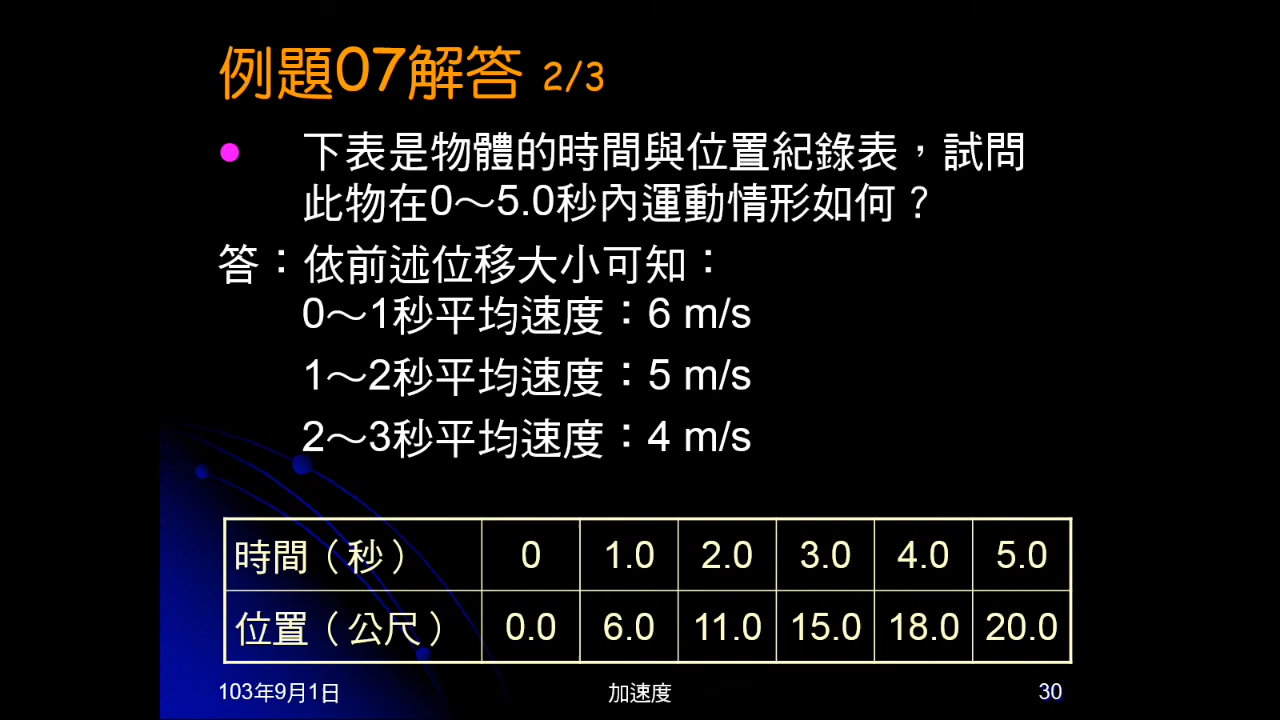 例題07解答 2/3
下表是物體的時間與位置紀錄表，試問
此物在0～5.0秒內運動情形如何？
答：依前述位移大小可知：
0～1秒平均速度：6 m/s
1～2秒平均速度：5 m/s
2～3秒平均速度：4 m/s
時間（秒） 0 1.0 2.0 3.0 4.0 5.0
位置（公尺） 0.0 6.0 11.0 15.0 18.0 20.0
103年9月1日 加速度 30